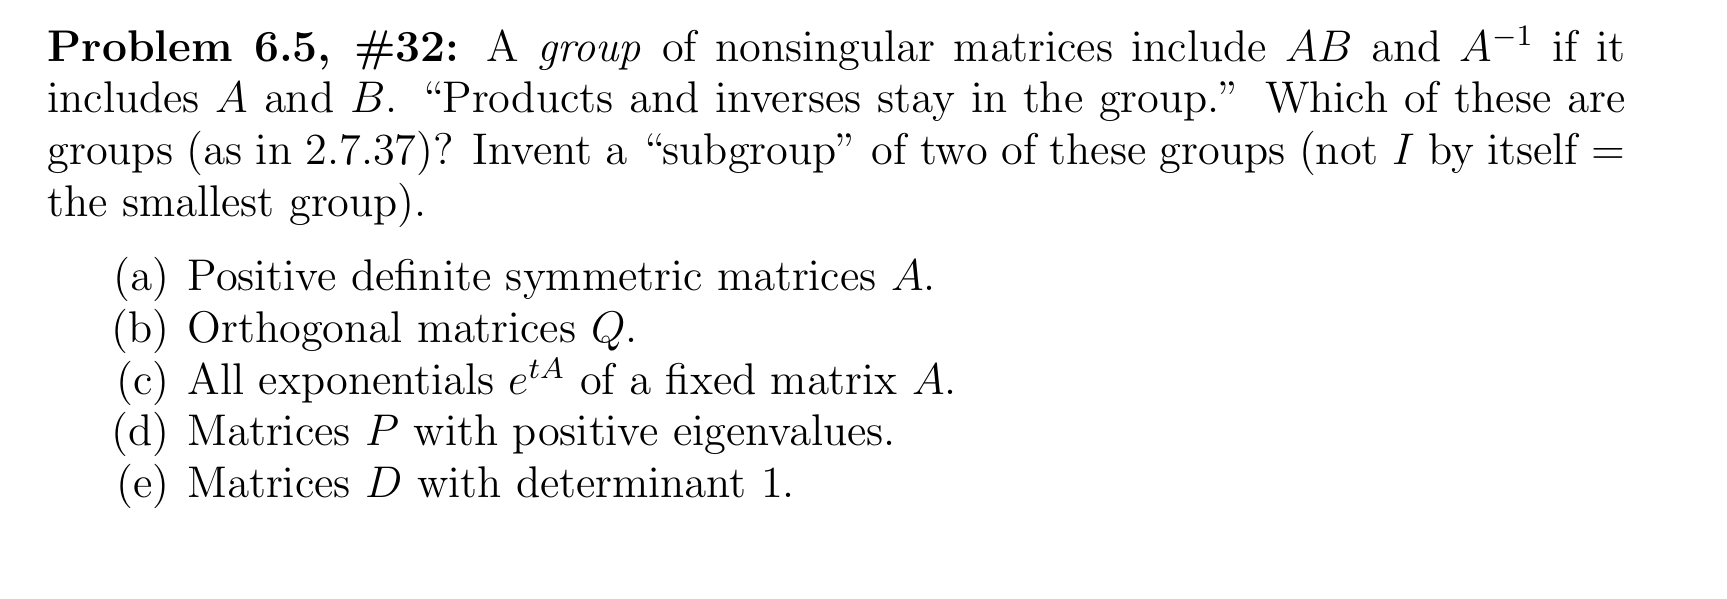 Problem 6.5, #32: A group of nonsingular matrices include AB and A⁻¹ if it
includes A and B. “Products and inverses stay in the group.” Which of these are
groups (as in 2.7.37)? Invent a “subgroup” of two of these groups (not I by itself =
the smallest group).
(a) Positive definite symmetric matrices A.
(b) Orthogonal matrices Q.
(c) All exponentials eᵗᴬ of a fixed matrix A.
(d) Matrices P with positive eigenvalues.
(e) Matrices D with determinant 1.